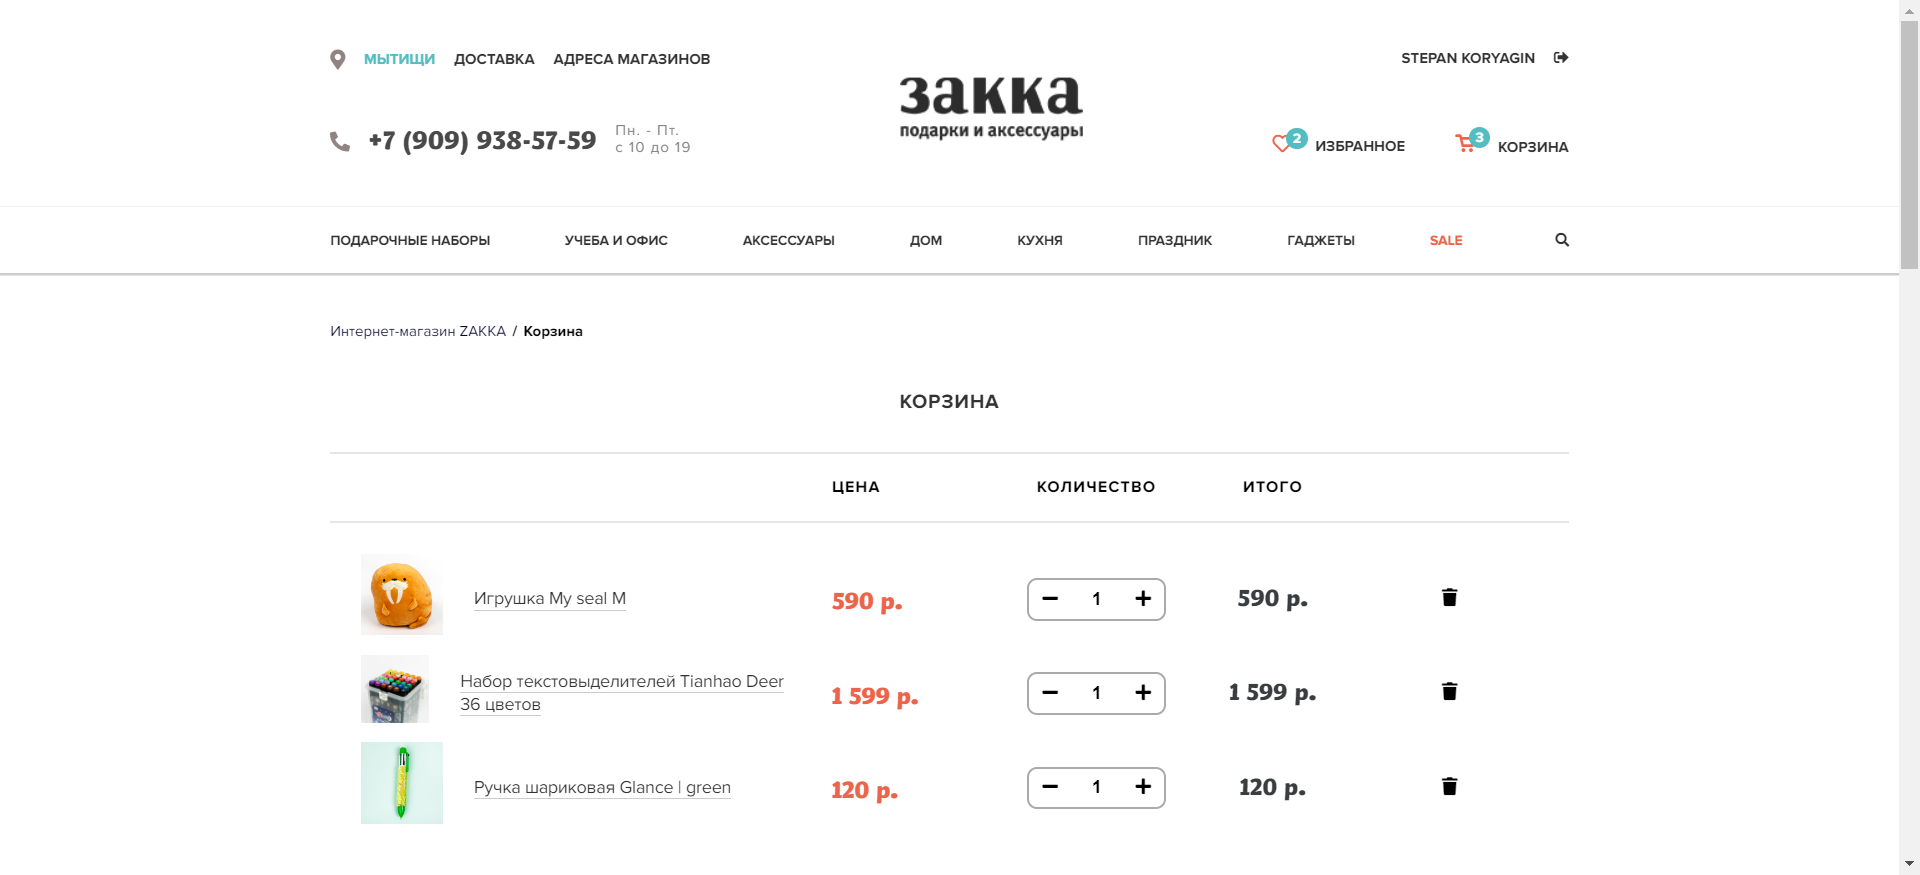 МЫТИЩИ ДОСТАВКА АДРЕСА МАГАЗИНОВ
STEPAN KORYAGIN
закка
подарки и аксессуары
+7 (909) 938-57-59
Пн. - Пт.
с 10 до 19
2 ИЗБРАННОЕ
3 КОРЗИНА
ПОДАРОЧНЫЕ НАБОРЫ УЧЕБА И ОФИС АКСЕССУАРЫ ДОМ КУХНЯ ПРАЗДНИК ГАДЖЕТЫ SALE
Интернет-магазин ZAKKA / Корзина
КОРЗИНА
ЦЕНА КОЛИЧЕСТВО ИТОГО
Игрушка My seal M 590 р. 1 590 р.
Набор текстовыделителей Tianhao Deer
36 цветов
1 599 р. 1 1 599 р.
Ручка шариковая Glance | green 120 р. 1 120 р.